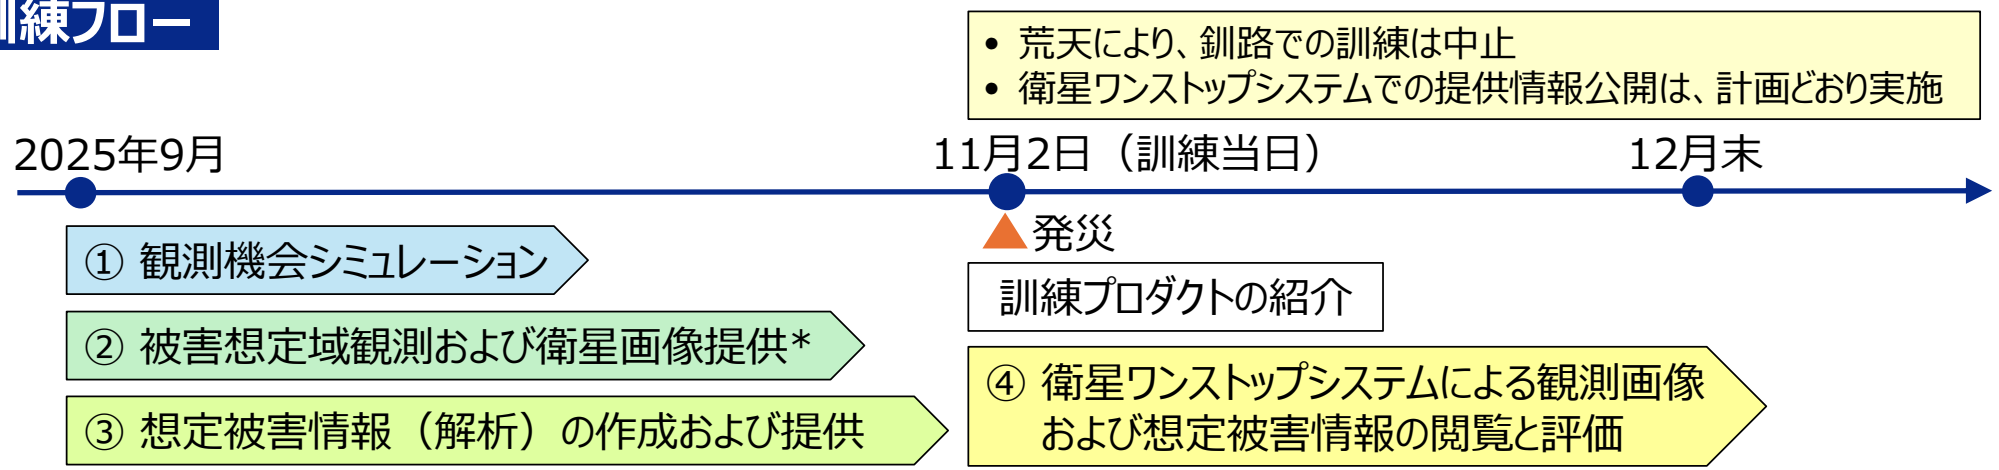 訓練フロー
• 荒天により、釧路での訓練は中止
• 衛星ワンストップシステムでの提供情報公開は、計画どおり実施
2025年9月
11月2日（訓練当日）
12月末
発災
① 観測機会シミュレーション
訓練プロダクトの紹介
② 被害想定域観測および衛星画像提供*
③ 想定被害情報（解析）の作成および提供
④ 衛星ワンストップシステムによる観測画像
および想定被害情報の閲覧と評価